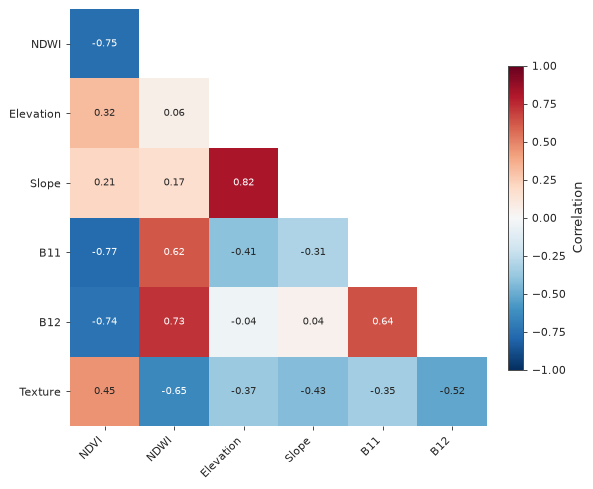 NDWI -0.75
Elevation 0.32 0.06
Slope 0.21 0.17 0.82
B11 -0.77 0.62 -0.41 -0.31
B12 -0.74 0.73 -0.04 0.04 0.64
Texture 0.45 -0.65 -0.37 -0.43 -0.35 -0.52
NDVI NDWI Elevation Slope B11 B12
1.00
0.75
0.50
0.25
0.00
−0.25
−0.50
−0.75
−1.00
Correlation